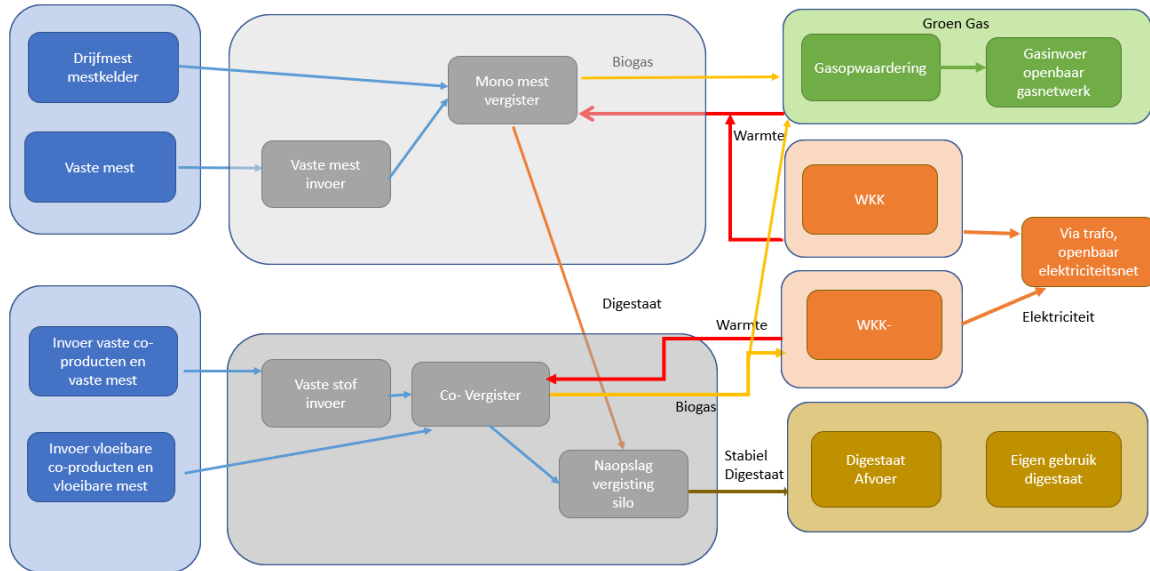 Groen Gas
Drijfmest
mestkelder
Mono mest
vergister
Biogas
Gasopwaardering
Gasinvoer
openbaar
gasnetwerk
Vaste mest
Vaste mest
invoer
Warmte
WKK
Via trafo,
openbaar
elektriciteitsnet
Digestaat
Warmte
WKK-
Elektriciteit
Invoer vaste co-
producten en
vaste mest
Vaste stof
invoer
Co- Vergister
Biogas
Invoer vloeibare
co-producten en
vloeibare mest
Naopslag
vergisting
silo
Stabiel
Digestaat
Digestaat
Afvoer
Eigen gebruik
digestaat